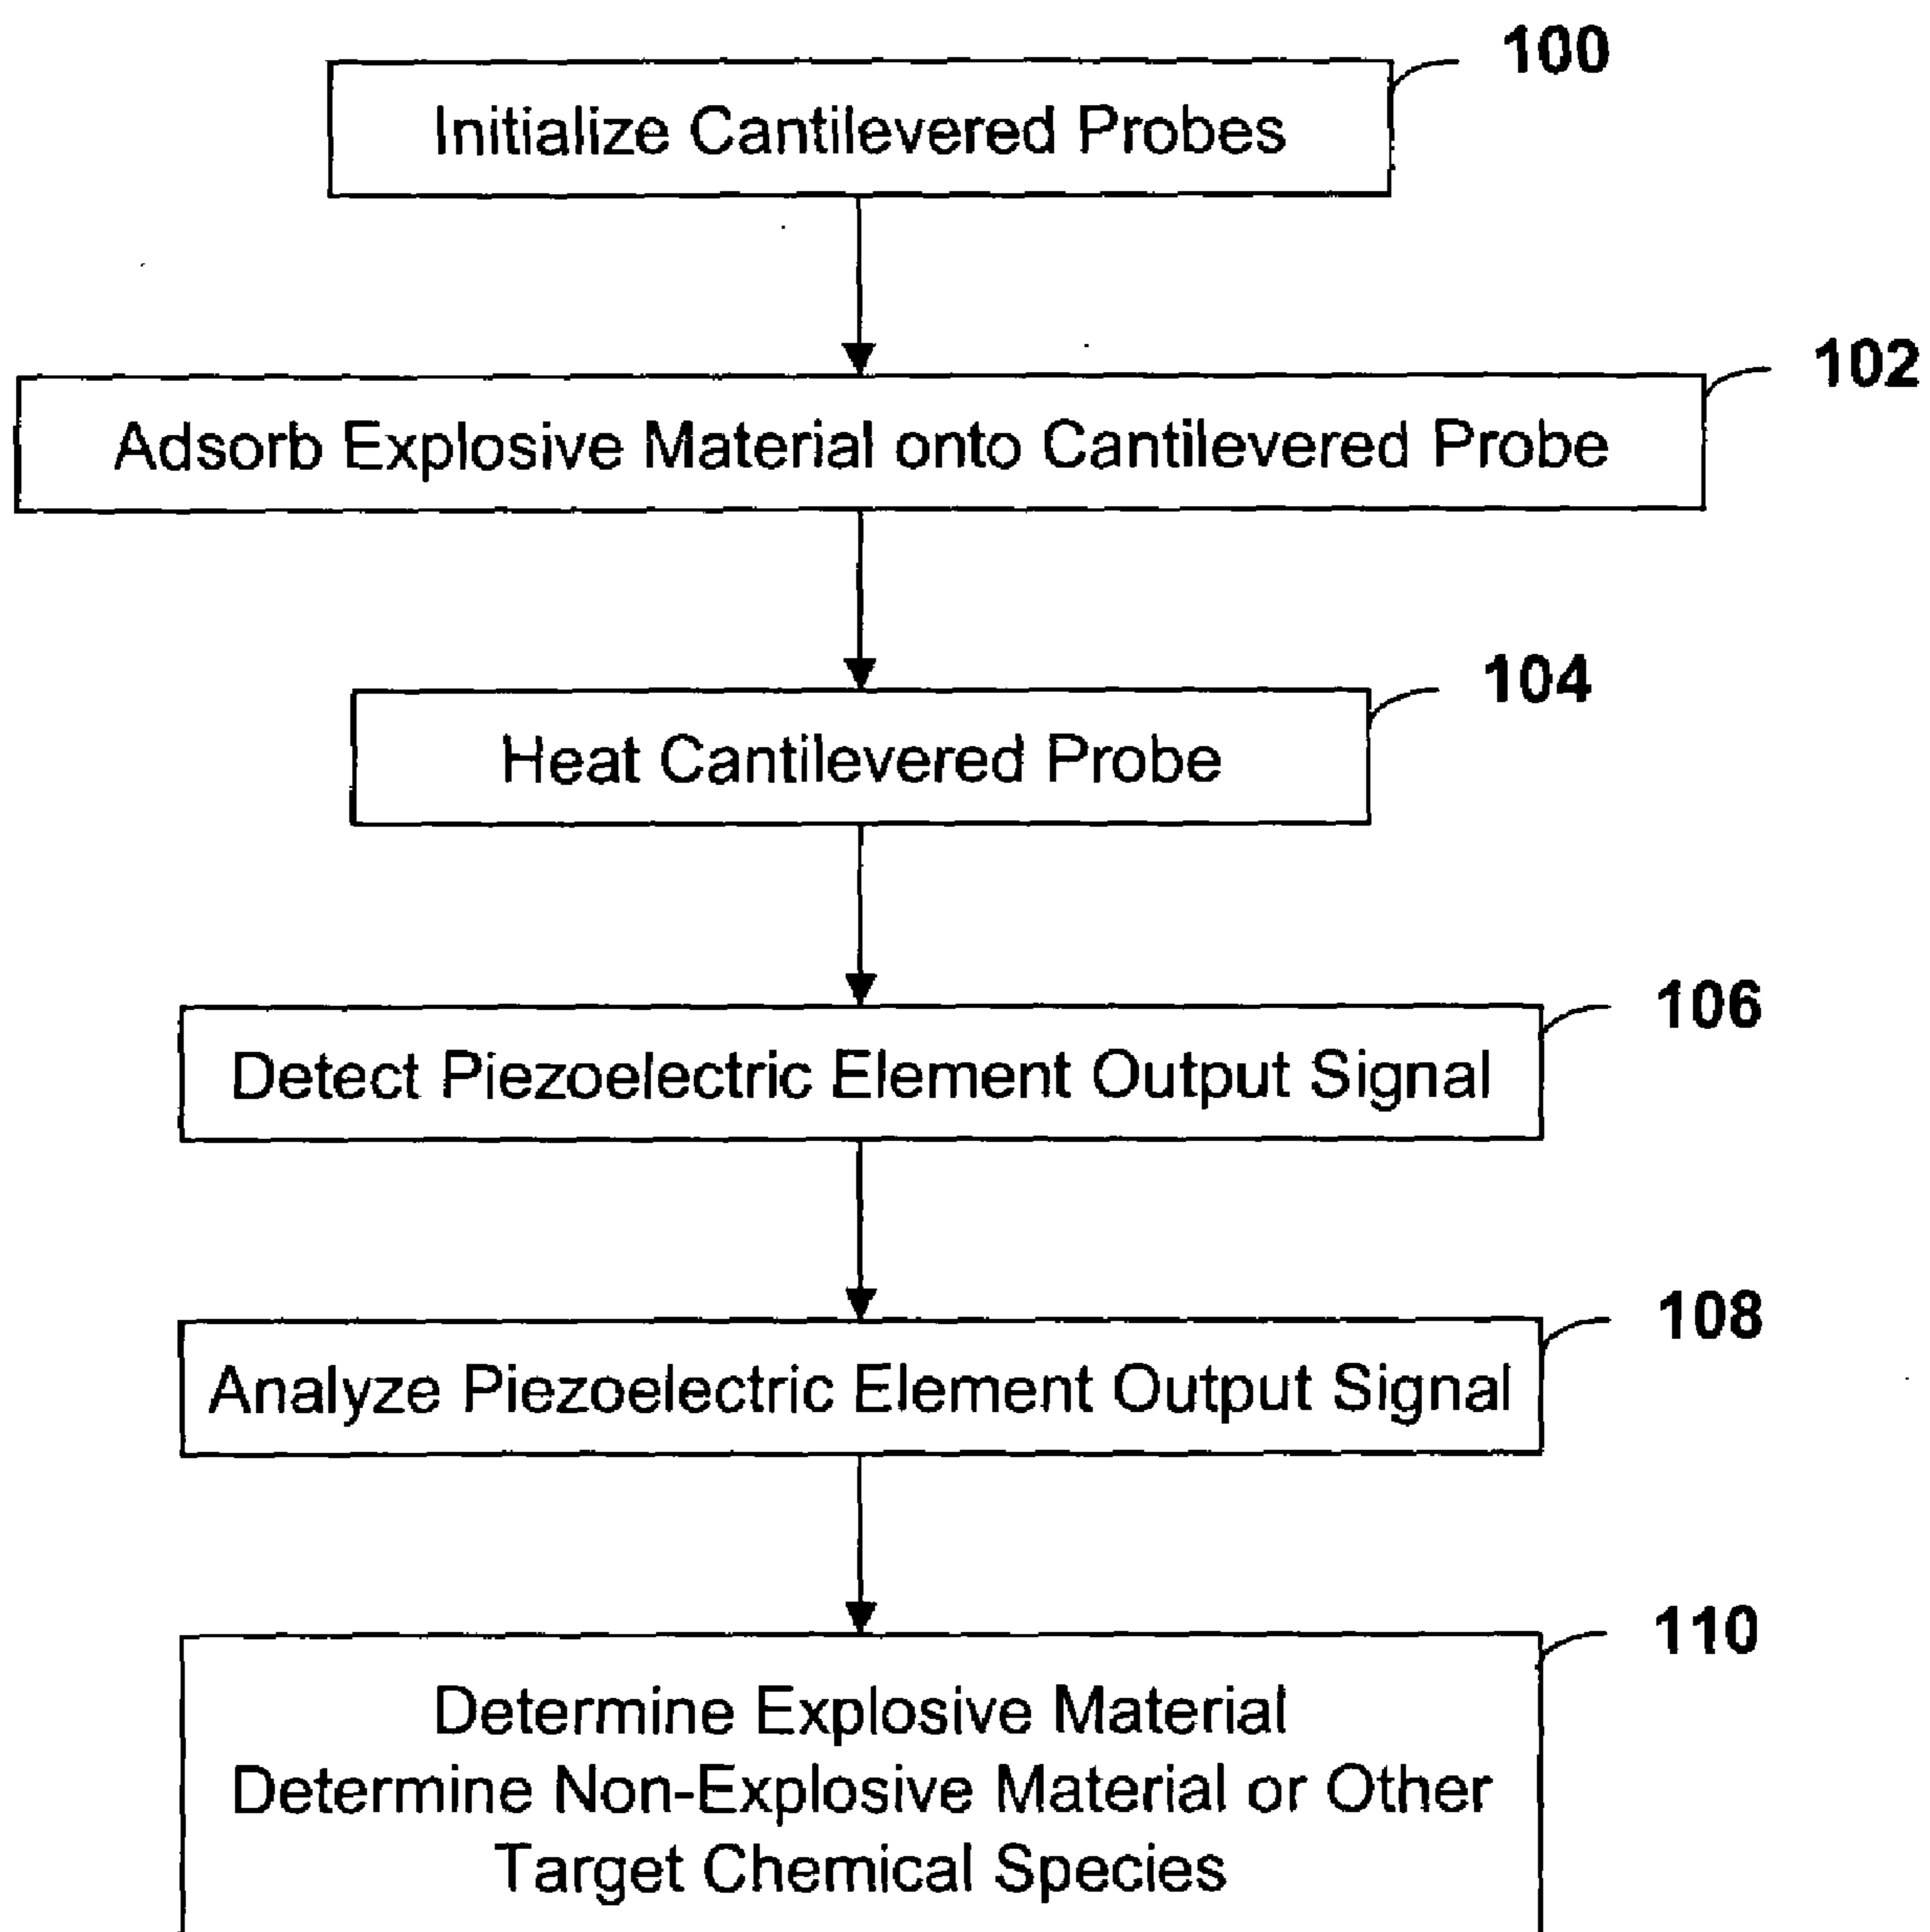 100
Initialize Cantilevered Probes
102
Adsorb Explosive Material onto Cantilevered Probe
104
Heat Cantilevered Probe
106
Detect Piezoelectric Element Output Signal
108
Analyze Piezoelectric Element Output Signal
110
Determine Explosive Material
Determine Non-Explosive Material or Other
Target Chemical Species